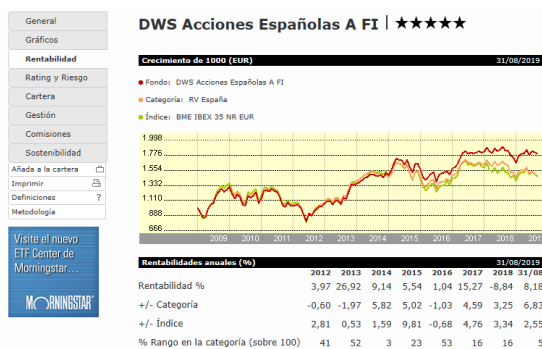 General
Gráficos
Rentabilidad
Rating y Riesgo
Cartera
Gestión
Comisiones
Sostenibilidad
Añada a la cartera
Imprimir
Definiciones ?
Metodología
Visite el nuevo
ETF Center de
Morningstar...
MORNINGSTAR®
DWS Acciones Españolas A FI | ★★★★★
Crecimiento de 1000 (EUR) 31/08/2019
Fondo: DWS Acciones Españolas A FI
Categoría: RV España
Índice: BME IBEX 35 NR EUR
1.998
1.776
1.554
1.332
1.110
888
666
2009 2010 2011 2012 2013 2014 2015 2016 2017 2018 201
Rentabilidades anuales (%) 31/08/2019
2012 2013 2014 2015 2016 2017 2018 31/08
Rentabilidad % 3,97 26,92 9,14 5,54 1,04 15,27 -8,84 8,18
+/- Categoría -0,60 -1,97 5,82 5,02 -1,03 4,59 3,25 6,83
+/- Índice 2,81 0,53 1,59 9,81 -0,68 4,76 3,34 2,55
% Rango en la categoría (sobre 100) 41 52 3 23 53 16 16 5